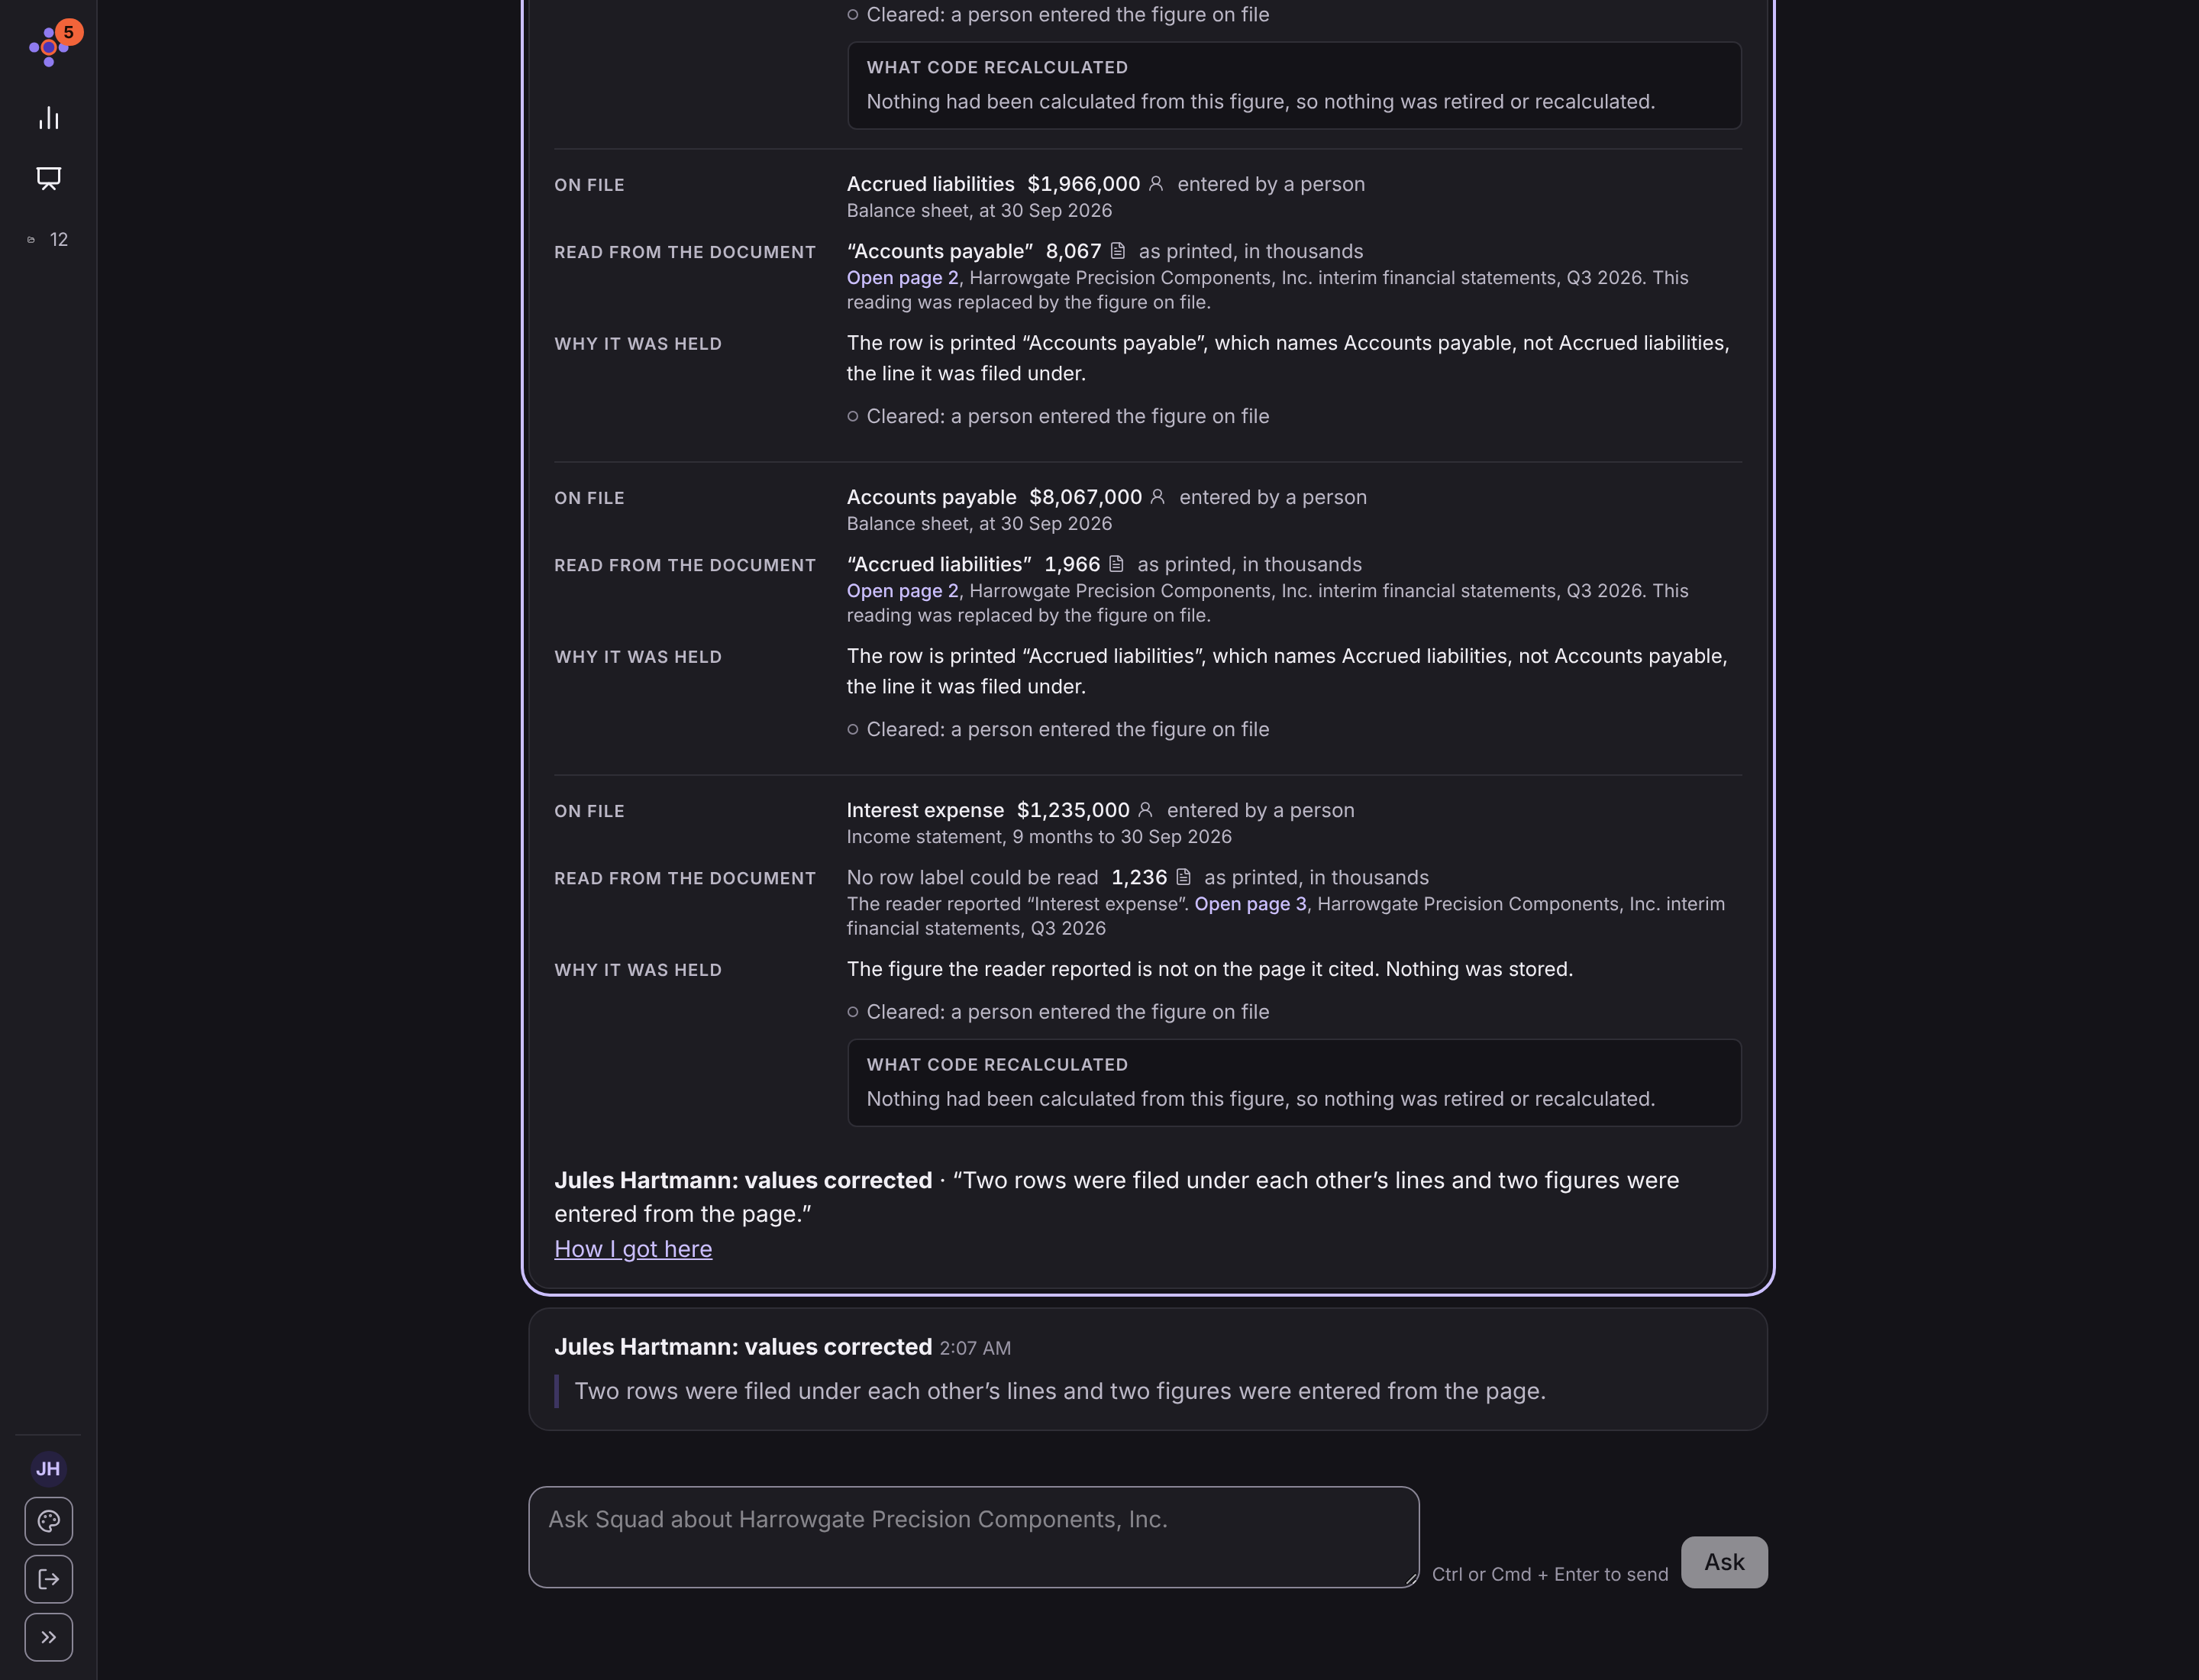 5
12
Cleared: a person entered the figure on file
WHAT CODE RECALCULATED
Nothing had been calculated from this figure, so nothing was retired or recalculated.
ON FILE
Accrued liabilities $1,966,000 entered by a person
Balance sheet, at 30 Sep 2026
READ FROM THE DOCUMENT
“Accounts payable” 8,067 as printed, in thousands
Open page 2, Harrowgate Precision Components, Inc. interim financial statements, Q3 2026. This
reading was replaced by the figure on file.
WHY IT WAS HELD
The row is printed “Accounts payable”, which names Accounts payable, not Accrued liabilities,
the line it was filed under.
Cleared: a person entered the figure on file
ON FILE
Accounts payable $8,067,000 entered by a person
Balance sheet, at 30 Sep 2026
READ FROM THE DOCUMENT
“Accrued liabilities” 1,966 as printed, in thousands
Open page 2, Harrowgate Precision Components, Inc. interim financial statements, Q3 2026. This
reading was replaced by the figure on file.
WHY IT WAS HELD
The row is printed “Accrued liabilities”, which names Accrued liabilities, not Accounts payable,
the line it was filed under.
Cleared: a person entered the figure on file
ON FILE
Interest expense $1,235,000 entered by a person
Income statement, 9 months to 30 Sep 2026
READ FROM THE DOCUMENT
No row label could be read 1,236 as printed, in thousands
The reader reported “Interest expense”. Open page 3, Harrowgate Precision Components, Inc. interim
financial statements, Q3 2026
WHY IT WAS HELD
The figure the reader reported is not on the page it cited. Nothing was stored.
Cleared: a person entered the figure on file
WHAT CODE RECALCULATED
Nothing had been calculated from this figure, so nothing was retired or recalculated.
Jules Hartmann: values corrected · “Two rows were filed under each other’s lines and two figures were
entered from the page.”
How I got here
Jules Hartmann: values corrected 2:07 AM
Two rows were filed under each other’s lines and two figures were entered from the page.
JH
Ask Squad about Harrowgate Precision Components, Inc.
Ctrl or Cmd + Enter to send
Ask